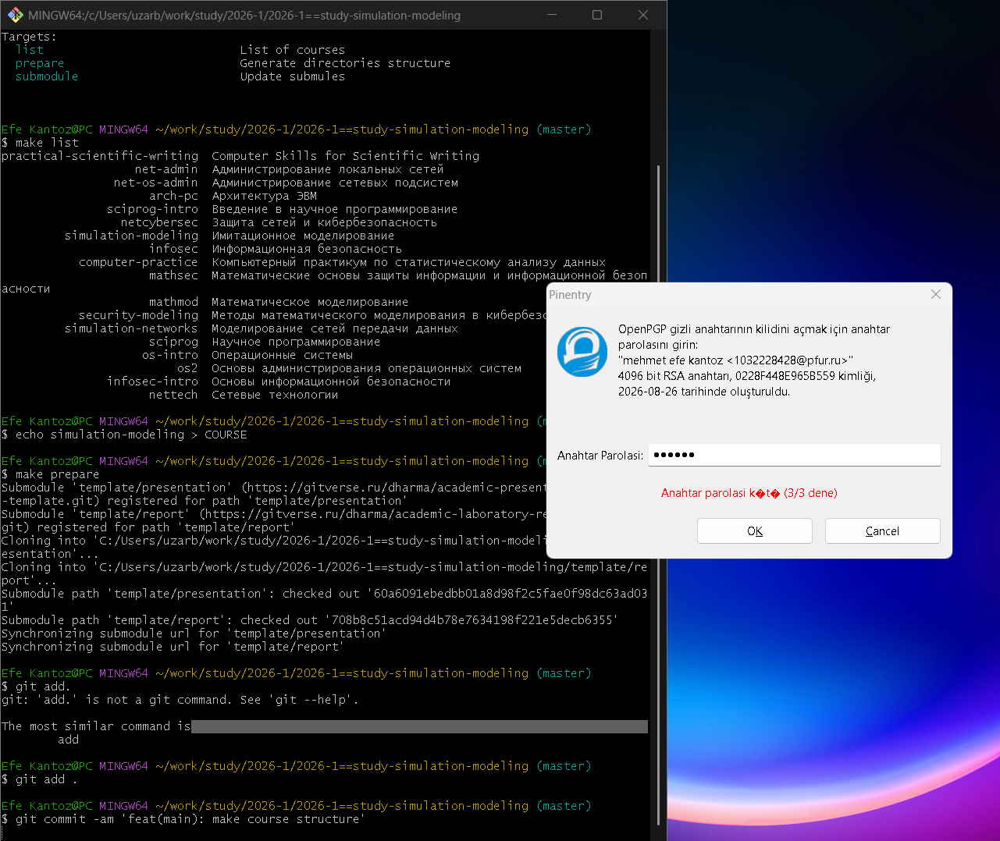 MINGW64:/c/Users/uzarb/work/study/2026-1/2026-1==study-simulation-modeling
Targets:
list List of courses
prepare Generate directories structure
submodule Update submules
Efe Kantoz@PC MINGW64 ~/work/study/2026-1/2026-1==study-simulation-modeling (master)
$ make list
practical-scientific-writing Computer Skills for Scientific Writing
net-admin Администрирование локальных сетей
net-os-admin Администрирование сетевых подсистем
arch-pc Архитектура ЭВМ
sciprog-intro Введение в научное программирование
netcybersec Защита сетей и кибербезопасность
simulation-modeling Имитационное моделирование
infosec Информационная безопасность
computer-practice Компьютерный практикум по статистическому анализу данных
mathsec Математические основы защиты информации и информационной безоп
асности
mathmod Математическое моделирование
security-modeling Методы математического моделирования в кибербезо
simulation-networks Моделирование сетей передачи данных
sciprog Научное программирование
os-intro Операционные системы
os2 Основы администрирования операционных систем
infosec-intro Основы информационной безопасности
nettech Сетевые технологии
Efe Kantoz@PC MINGW64 ~/work/study/2026-1/2026-1==study-simulation-modeling (m
$ echo simulation-modeling > COURSE
Efe Kantoz@PC MINGW64 ~/work/study/2026-1/2026-1==study-simulation-modeling (m
$ make prepare
Submodule 'template/presentation' (https://gitverse.ru/dharma/academic-present
-template.git) registered for path 'template/presentation'
Submodule 'template/report' (https://gitverse.ru/dharma/academic-laboratory-re
git) registered for path 'template/report'
Cloning into 'C:/Users/uzarb/work/study/2026-1/2026-1==study-simulation-modeli
esentation'...
Cloning into 'C:/Users/uzarb/work/study/2026-1/2026-1==study-simulation-modeling/template/re
port'...
Submodule path 'template/presentation': checked out '60a6091ebedbb01a8d98f2c5fae0f98dc63ad03
1'
Submodule path 'template/report': checked out '708b8c51acd94d4b78e7634198f221e5decb6355'
Synchronizing submodule url for 'template/presentation'
Synchronizing submodule url for 'template/report'
Efe Kantoz@PC MINGW64 ~/work/study/2026-1/2026-1==study-simulation-modeling (master)
$ git add.
git: 'add.' is not a git command. See 'git --help'.
The most similar command is
add
Efe Kantoz@PC MINGW64 ~/work/study/2026-1/2026-1==study-simulation-modeling (master)
$ git add .
Efe Kantoz@PC MINGW64 ~/work/study/2026-1/2026-1==study-simulation-modeling (master)
$ git commit -am 'feat(main): make course structure'
Pinentry
OpenPGP gizli anahtarının kilidini açmak için anahtar
parolasını girin:
"mehmet efe kantoz <1032228428@pfur.ru>"
4096 bit RSA anahtarı, 0228F448E965B559 kimliği,
2026-08-26 tarihinde oluşturuldu.
Anahtar Parolasi: ●●●●●●
Anahtar parolasi k�t� (3/3 dene)
OK
Cancel